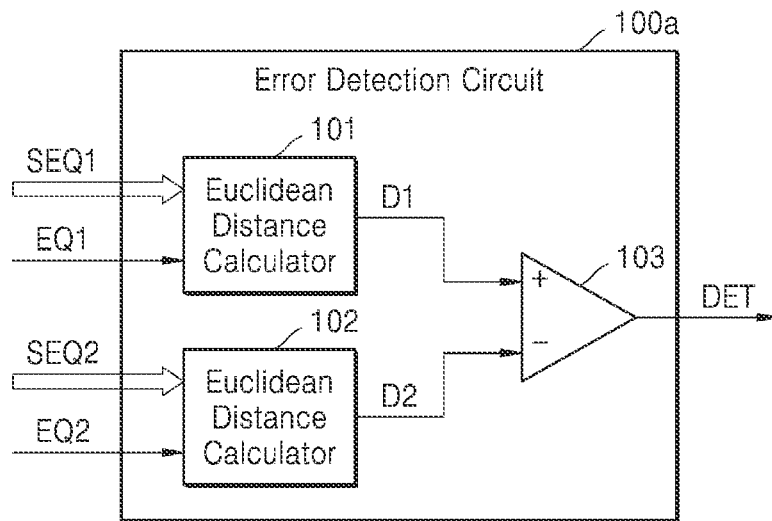 100a
Error Detection Circuit
101
SEQ1
Euclidean
Distance
Calculator
D1
EQ1
+
103
DET
−
102
SEQ2
Euclidean
Distance
Calculator
D2
EQ2